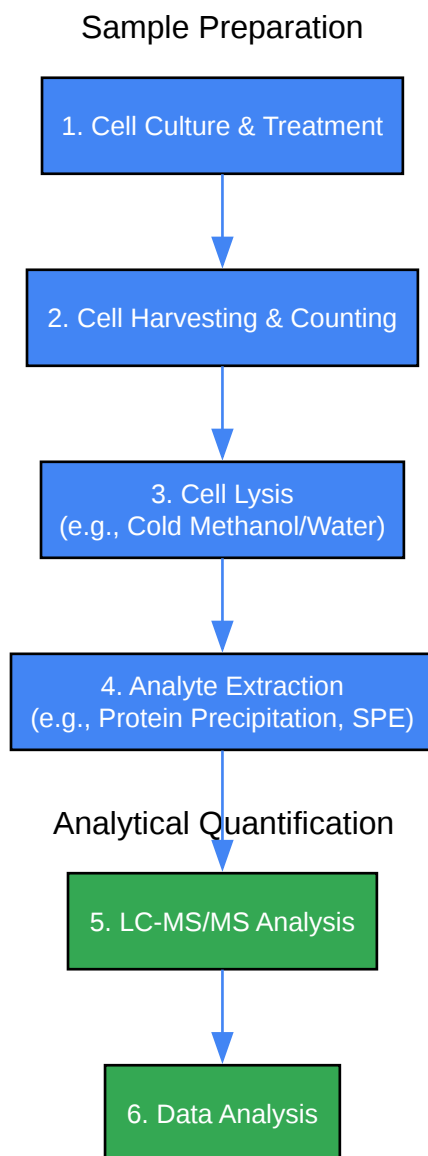 Sample Preparation
1. Cell Culture & Treatment
2. Cell Harvesting & Counting
3. Cell Lysis
(e.g., Cold Methanol/Water)
4. Analyte Extraction
(e.g., Protein Precipitation, SPE)
Analytical Quantification
5. LC-MS/MS Analysis
6. Data Analysis